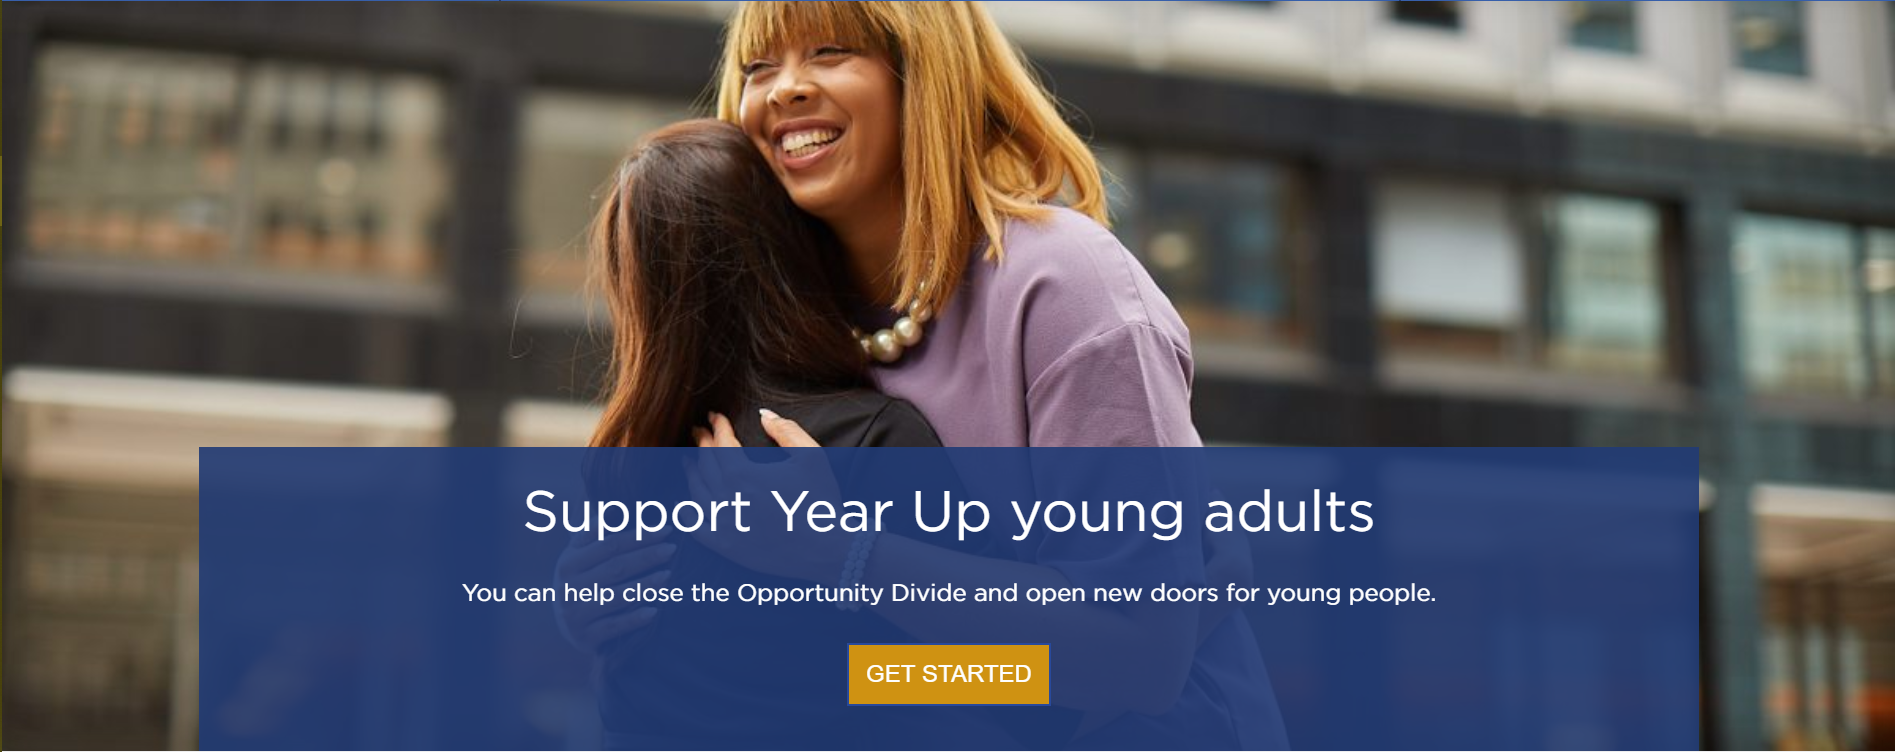 Support Year Up young adults
You can help close the Opportunity Divide and open new doors for young people.
GET STARTED